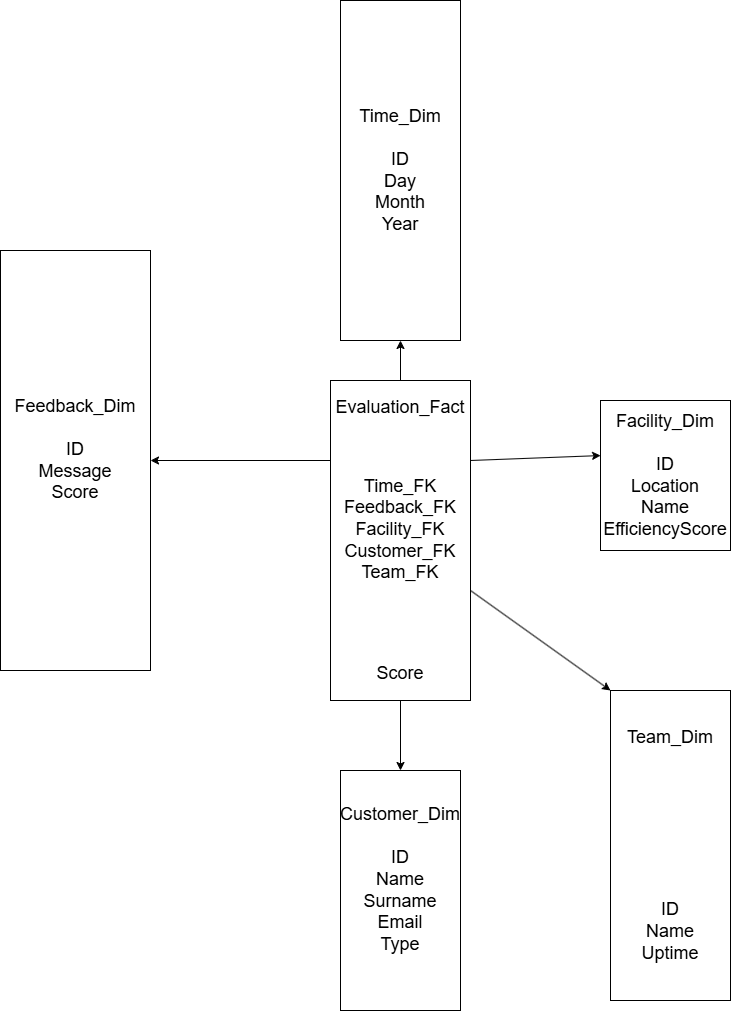 Time_Dim
ID
Day
Month
Year
Feedback_Dim
ID
Message
Score
Evaluation_Fact
Time_FK
Feedback_FK
Facility_FK
Customer_FK
Team_FK
Score
Facility_Dim
ID
Location
Name
EfficiencyScore
Team_Dim
ID
Name
Uptime
Customer_Dim
ID
Name
Surname
Email
Type